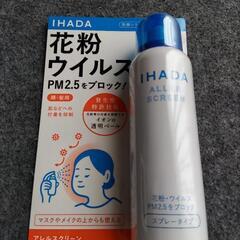 IHADA
花粉
ウイルス
PM2.5をブロック!
顔・髪用
イオンの
透明ベール
マスクやメイクの上からも使える
アレルスクリーン
IHADA
ALLER
SCREEN
花粉・ウイルス
PM2.5をブロック
スプレータイプ